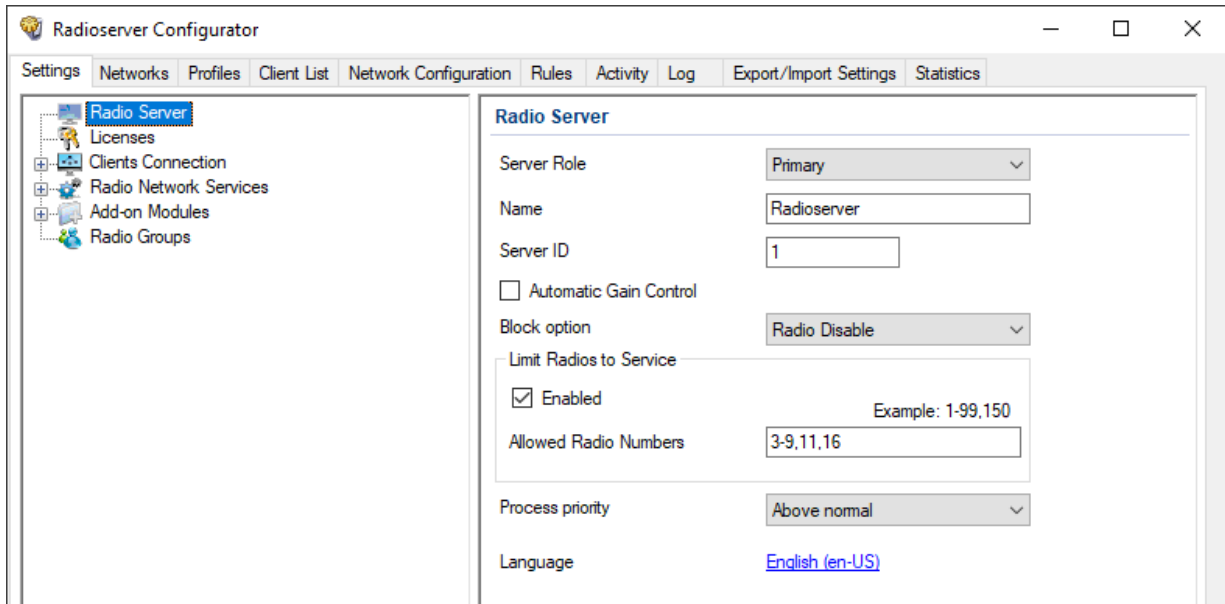 Radioserver Configurator
Settings Networks Profiles Client List Network Configuration Rules Activity Log Export/Import Settings Statistics
Radio Server
Licenses
Clients Connection
Radio Network Services
Add-on Modules
Radio Groups
Radio Server
Server Role Primary
Name Radioserver
Server ID 1
Automatic Gain Control
Block option Radio Disable
Limit Radios to Service
Enabled
Example: 1-99,150
Allowed Radio Numbers 3-9,11,16
Process priority Above normal
Language English (en-US)